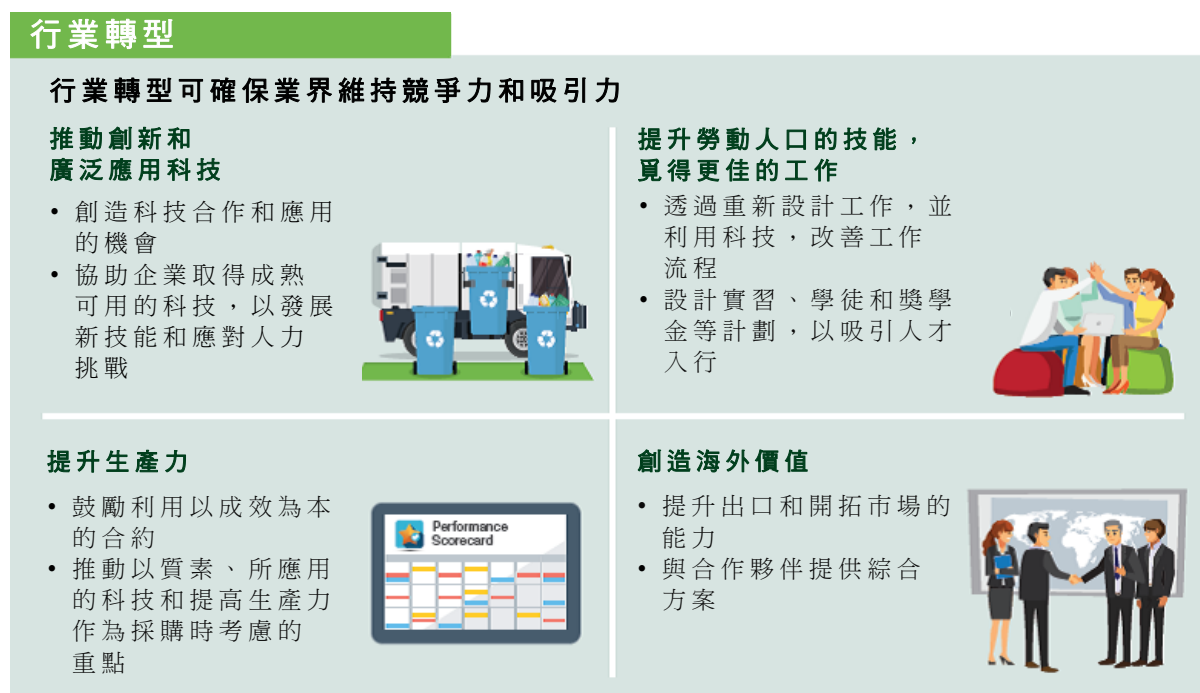 行業轉型
行業轉型可確保業界維持競爭力和吸引力
推動創新和
廣泛應用科技
• 創造科技合作和應用
的機會
• 協助企業取得成熟
可用的科技，以發展
新技能和應對人力
挑戰
提升勞動人口的技能，
覓得更佳的工作
• 透過重新設計工作，並
利用科技，改善工作
流程
• 設計實習、學徒和獎學
金等計劃，以吸引人才
入行
提升生產力
• 鼓勵利用以成效為本
的合約
• 推動以質素、所應用
的科技和提高生產力
作為採購時考慮的
重點
Performance
Scorecard
創造海外價值
• 提升出口和開拓市場的
能力
• 與合作夥伴提供綜合
方案